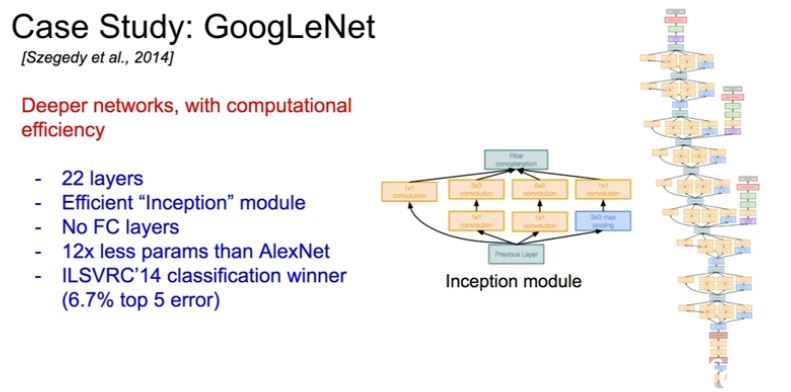 Case Study: GoogLeNet
[Szegedy et al., 2014]
Deeper networks, with computational
efficiency
- 22 layers
- Efficient “Inception” module
- No FC layers
- 12x less params than AlexNet
- ILSVRC’14 classification winner
(6.7% top 5 error)
Filter
concatenation
1x1
convolution
3x3
convolution
5x5
convolution
1x1
convolution
1x1
convolution
1x1
convolution
3x3 max
pooling
Previous Layer
Inception module